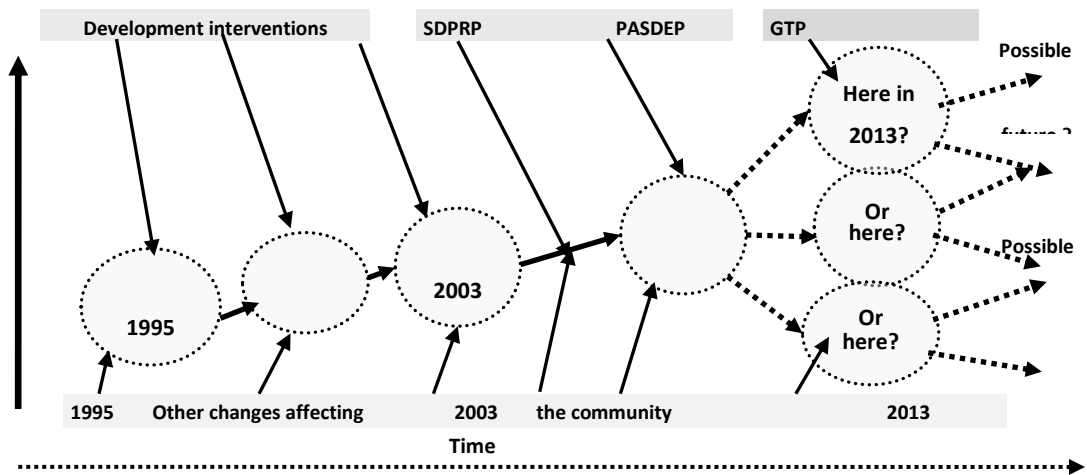 Development interventions
SDPRP
PASDEP
GTP
Possible
Here in
2013?
Or
here?
Possible
2003
1995
Or
here?
1995
Other changes affecting
2003
the community
2013
Time